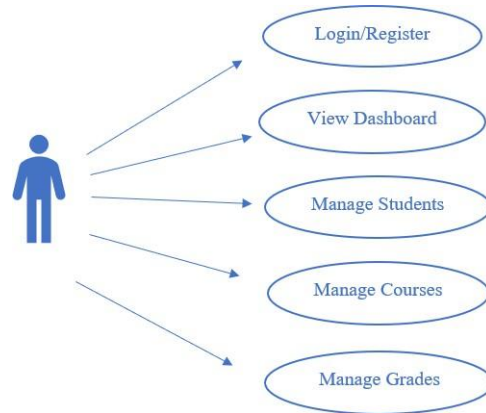 Login/Register
View Dashboard
Manage Students
Manage Courses
Manage Grades